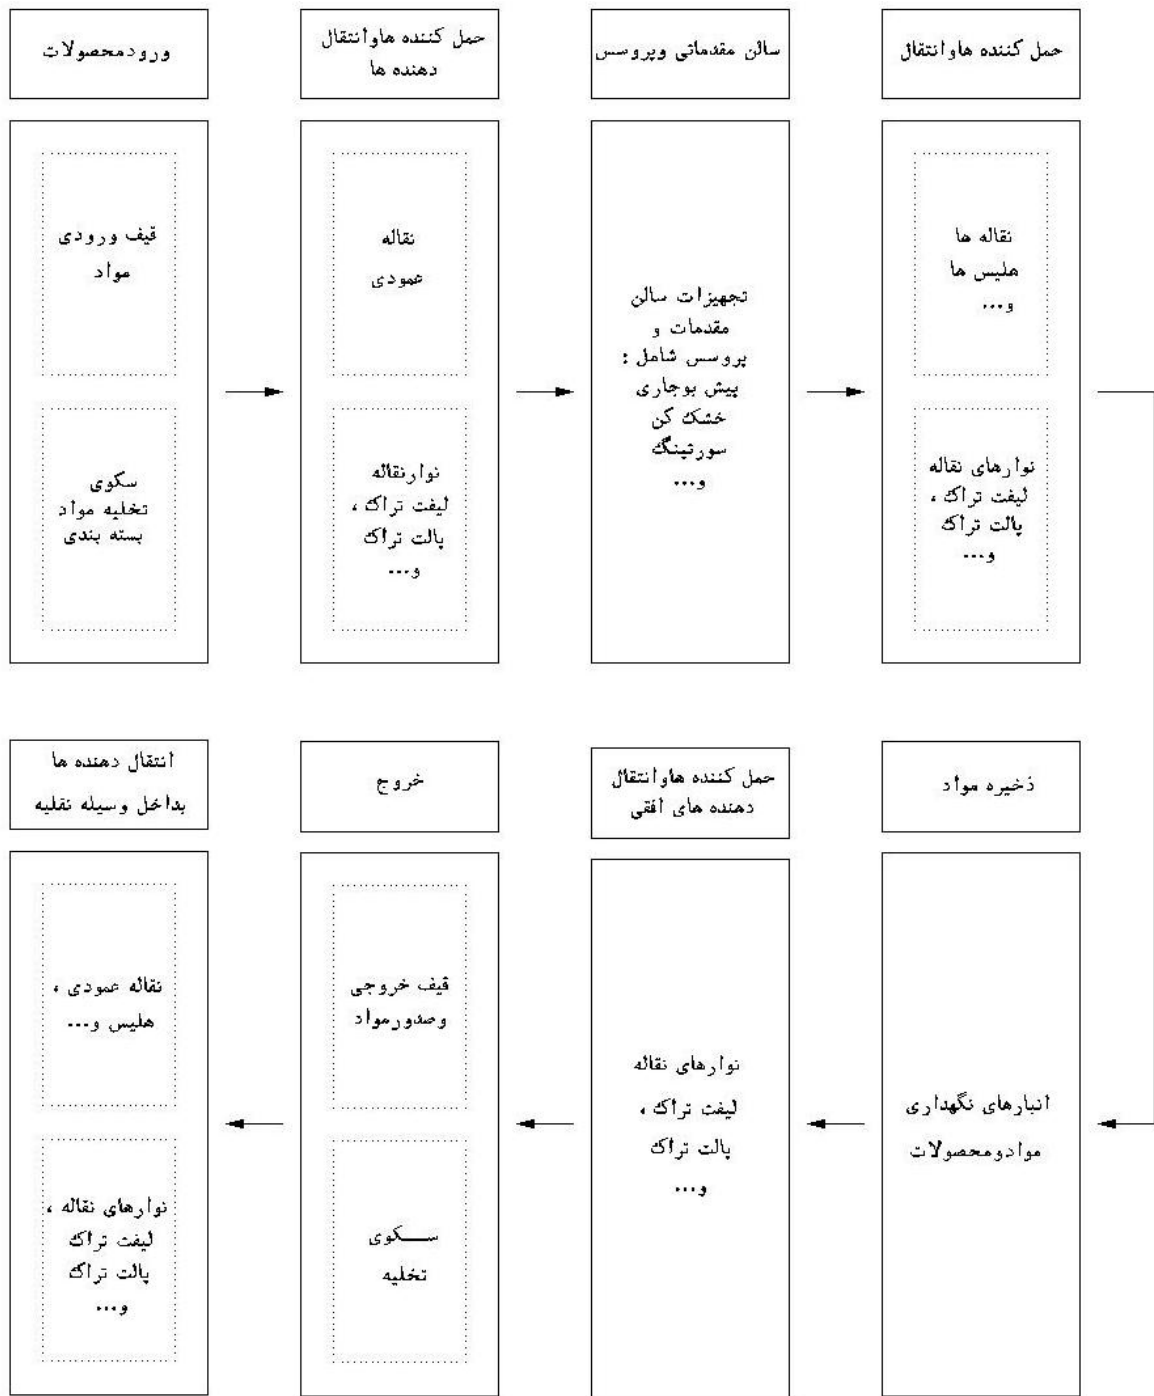 ورودمحصولات
قیف ورودی
مواد
سکوی
تخلیه مواد
بسته بندی
حمل کننده هاوانتقال
دهنده ها
نقاله
عمودی
نوارنقاله
لیفت تراک ،
پالت تراک
و...
سالن مقدماتی وپروسس
تجهیزات سالن
مقدمات و
پروسس شامل :
پیش بوجاری
خشک کن
سورتینگ
و...
حمل کننده هاوانتقال
نقاله ها
هلیس ها
و...
نوارهای نقاله
لیفت تراک ،
پالت تراک
و...
ذخیره مواد
انبارهای نگهداری
موادومحصولات
حمل کننده هاوانتقال
دهنده های افقی
نوارهای نقاله
لیفت تراک ،
پالت تراک
و...
خروج
قیف خروجی
وصدورمواد
ســکوی
تخلیه
انتقال دهنده ها
بداخل وسیله نقلیه
نقاله عمودی ،
هلیس و...
نوارهای نقاله ،
لیفت تراک
پالت تراک
و...